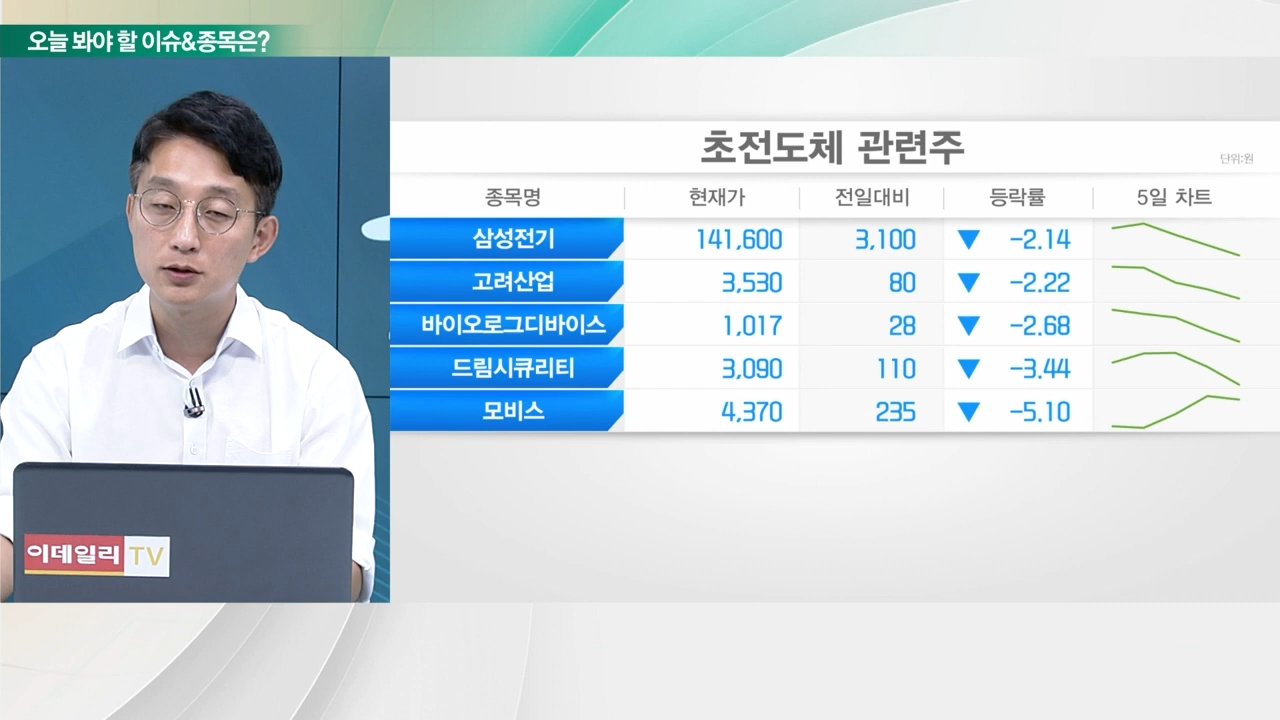 오늘 봐야 할 이슈&종목은?
초전도체 관련주
단위:원
종목명 현재가 전일대비 등락률 5일 차트
삼성전기 141,600 3,100 ▼ -2.14
고려산업 3,530 80 ▼ -2.22
바이오로그디바이스 1,017 28 ▼ -2.68
드림시큐리티 3,090 110 ▼ -3.44
모비스 4,370 235 ▼ -5.10
이데일리 TV